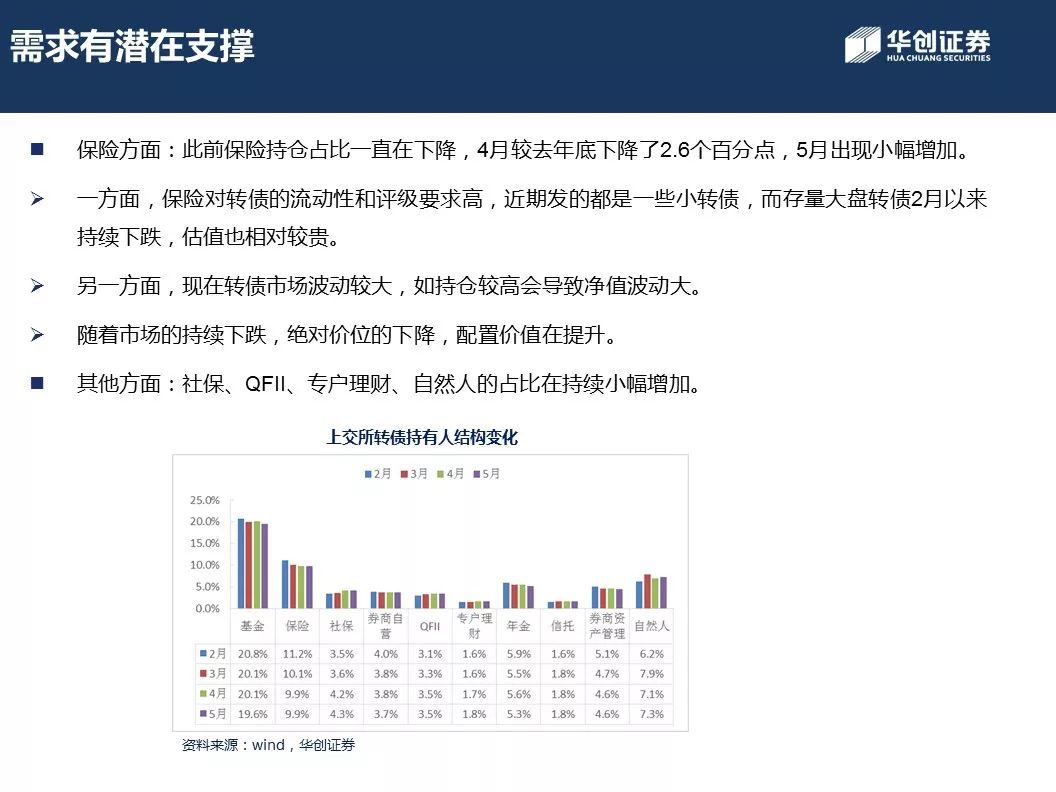 需求有潜在支撑
华创证券
HUA CHUANG SECURITIES
■ 保险方面：此前保险持仓占比一直在下降，4月较去年底下降了2.6个百分点，5月出现小幅增加。
➢ 一方面，保险对转债的流动性和评级要求高，近期发的都是一些小转债，而存量大盘转债2月以来
持续下跌，估值也相对较贵。
➢ 另一方面，现在转债市场波动较大，如持仓较高会导致净值波动大。
➢ 随着市场的持续下跌，绝对价位的下降，配置价值在提升。
■ 其他方面：社保、QFII、专户理财、自然人的占比在持续小幅增加。
上交所转债持有人结构变化
2月 3月 4月 5月
25.0%
20.0%
15.0%
10.0%
5.0%
0.0%
基金 保险 社保 券商自营 QFII 专户理财 年金 信托 券商资产管理 自然人
2月 20.8% 11.2% 3.5% 4.0% 3.1% 1.6% 5.9% 1.6% 5.1% 6.2%
3月 20.1% 10.1% 3.6% 3.8% 3.3% 1.6% 5.5% 1.8% 4.7% 7.9%
4月 20.1% 9.9% 4.2% 3.8% 3.5% 1.7% 5.6% 1.8% 4.6% 7.1%
5月 19.6% 9.9% 4.3% 3.7% 3.5% 1.8% 5.3% 1.8% 4.6% 7.3%
资料来源：wind，华创证券